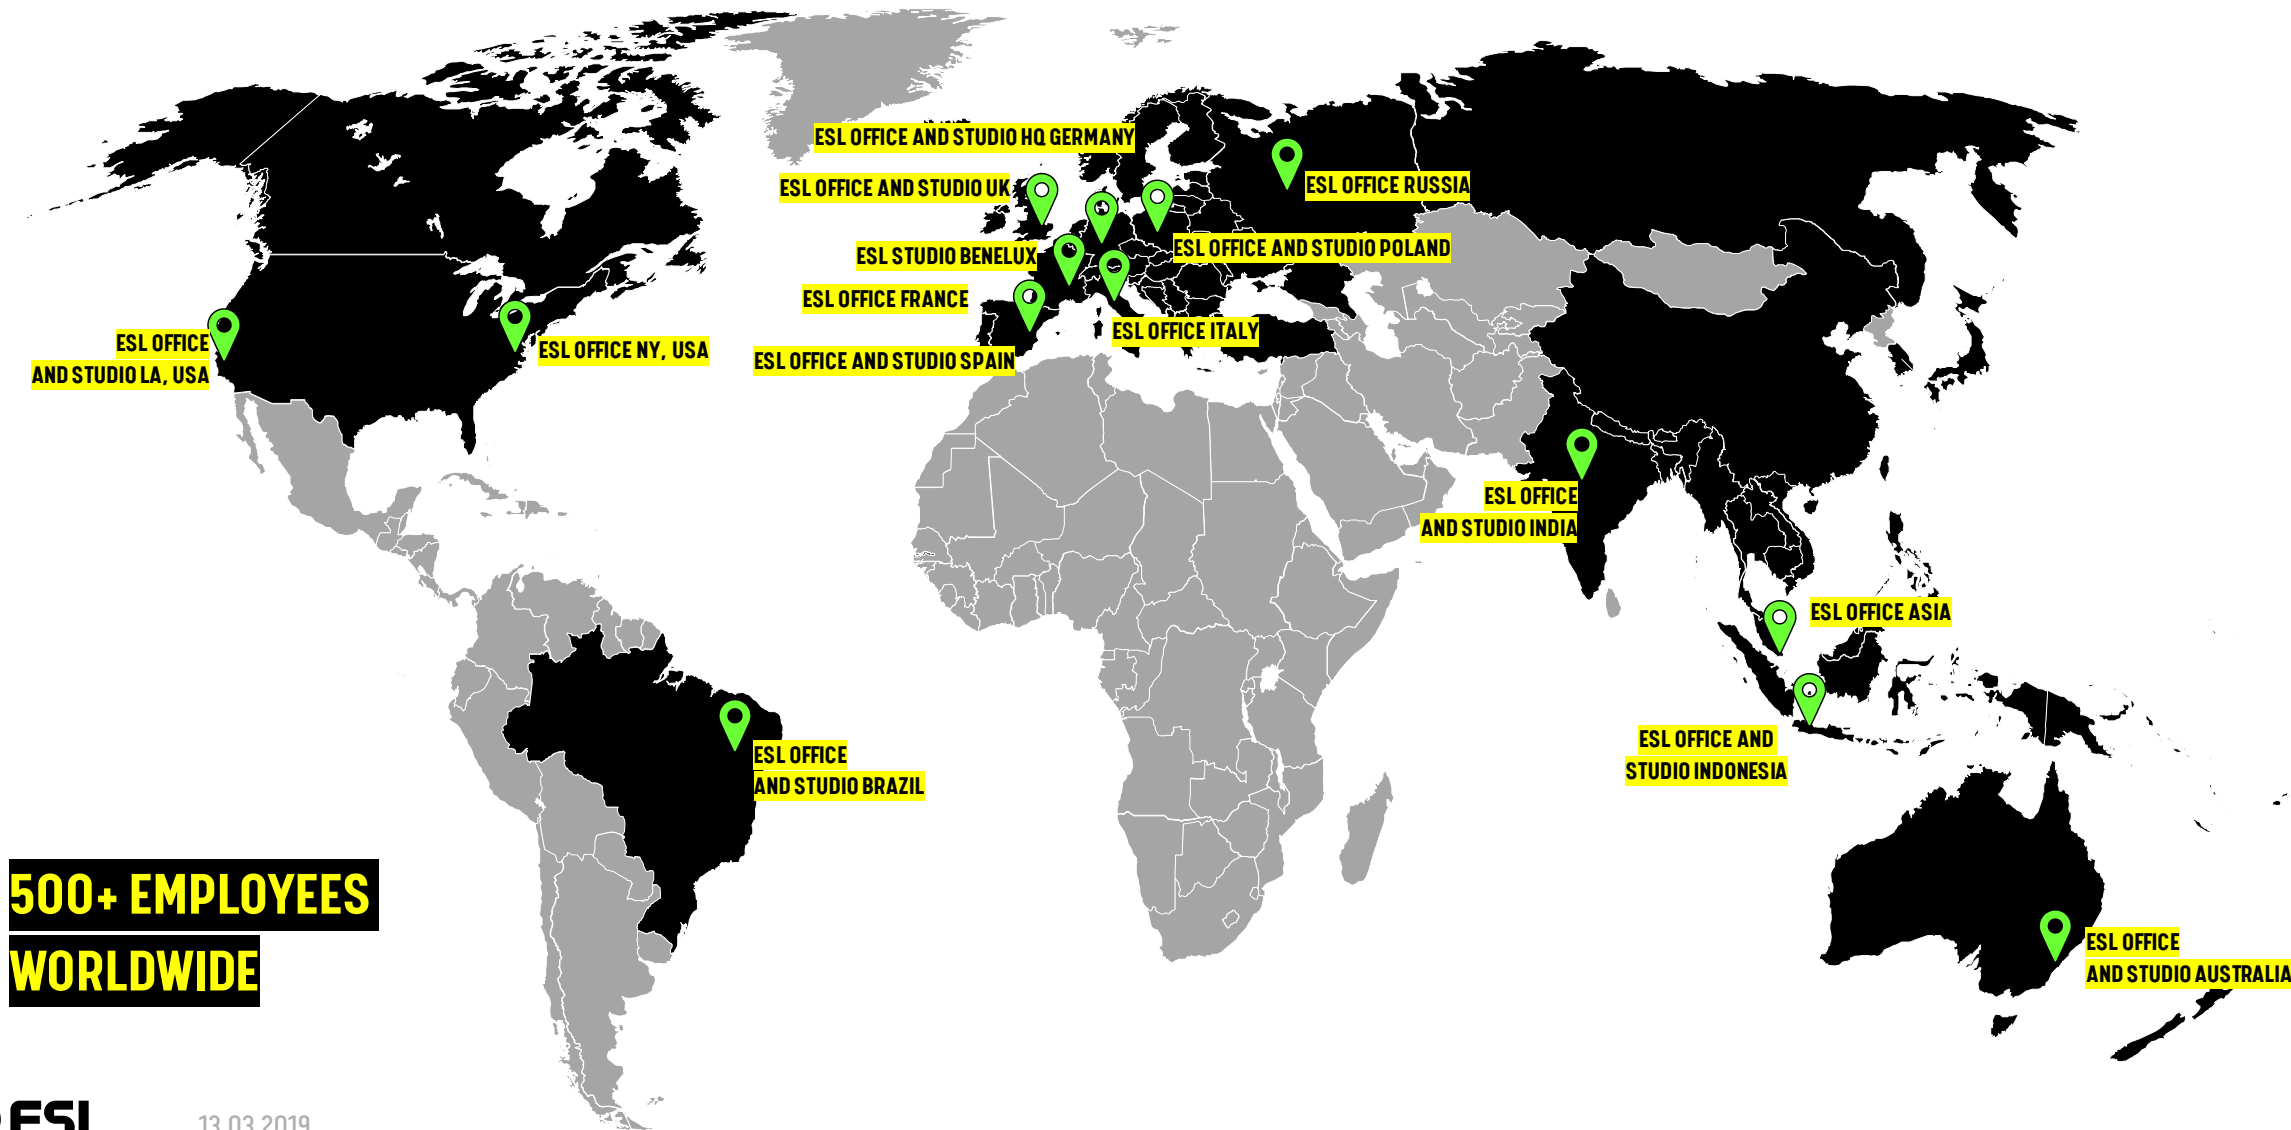 ESL OFFICE AND STUDIO HQ GERMANY
ESL OFFICE AND STUDIO UK
ESL OFFICE RUSSIA
ESL STUDIO BENELUX
ESL OFFICE AND STUDIO POLAND
ESL OFFICE FRANCE
ESL OFFICE ITALY
ESL OFFICE AND STUDIO SPAIN
ESL OFFICE
AND STUDIO LA, USA
ESL OFFICE NY, USA
ESL OFFICE
AND STUDIO INDIA
ESL OFFICE ASIA
ESL OFFICE AND
STUDIO INDONESIA
ESL OFFICE
AND STUDIO BRAZIL
ESL OFFICE
AND STUDIO AUSTRALIA
500+ EMPLOYEES
WORLDWIDE
ESL
13.03.2019